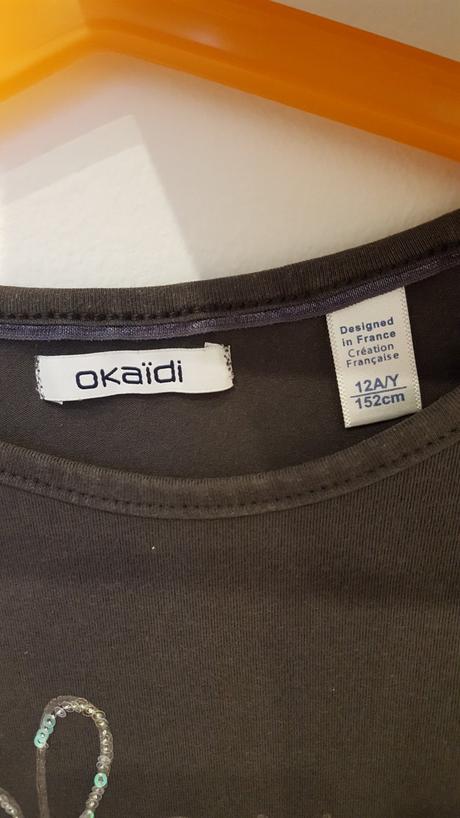 okaïdi
Designed
in France
Création
Française
12A/Y
152cm